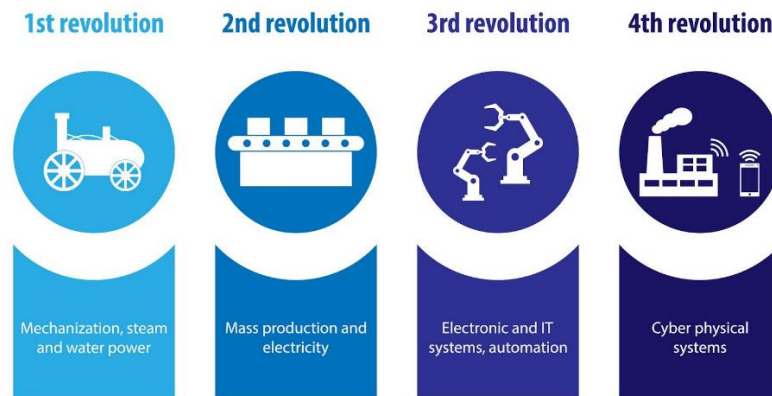 1st revolution
2nd revolution
3rd revolution
4th revolution
Mechanization, steam
and water power
Mass production and
electricity
Electronic and IT
systems, automation
Cyber physical
systems